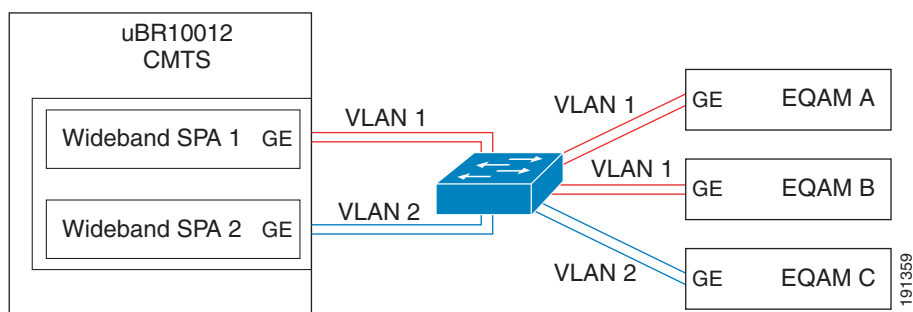 uBR10012
CMTS
Wideband SPA 1 GE
Wideband SPA 2 GE
VLAN 1
VLAN 2
VLAN 1
VLAN 1
VLAN 2
GE EQAM A
GE EQAM B
GE EQAM C
191359